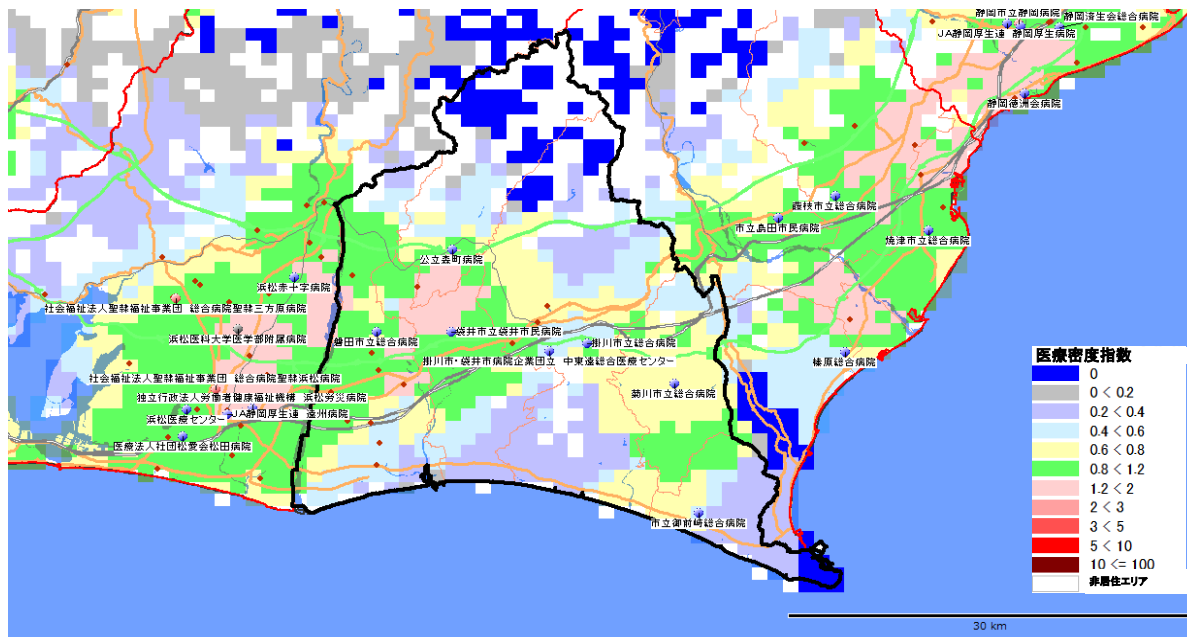 静岡市立静岡病院
静岡済生会総合病院
JA静岡厚生連 静岡厚生病院
静岡徳洲会病院
市立島田市民病院
焼津市立総合病院
公立森町病院
浜松赤十字病院
社会福祉法人聖隷福祉事業団 総合病院聖隷三方原病院
浜松医科大学医学部附属病院
磐田市立総合病院
袋井市立袋井市民病院
掛川市立総合病院
掛川市・袋井市病院企業団立 中東遠総合医療センター
榛原総合病院
社会福祉法人聖隷福祉事業団 総合病院聖隷浜松病院
菊川市立総合病院
独立行政法人労働者健康福祉機構 浜松労災病院
浜松医療センター
JA静岡厚生連 遠州病院
医療法人社団松愛会松田病院
市立御前崎総合病院
医療密度指数
0
0 < 0.2
0.2 < 0.4
0.4 < 0.6
0.6 < 0.8
0.8 < 1.2
1.2 < 2
2 < 3
3 < 5
5 < 10
10 <= 100
非居住エリア
30 km